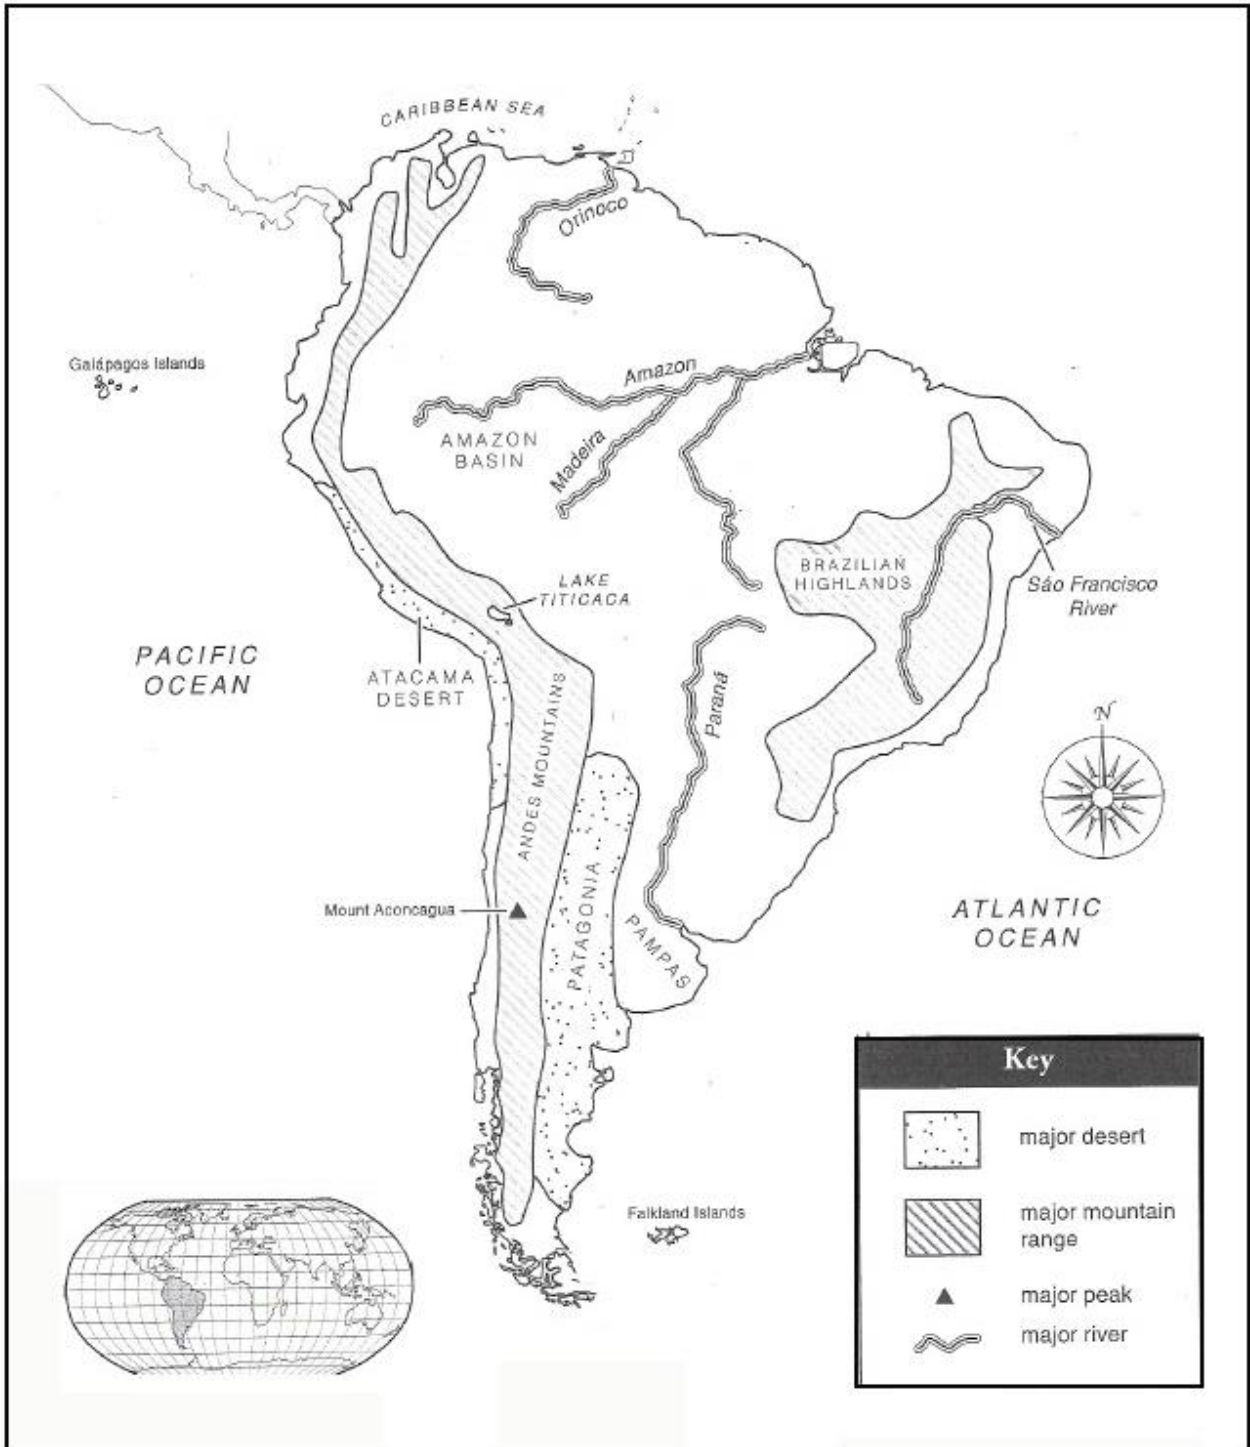 CARIBBEAN SEA
Orinoco
Galápagos Islands
Amazon
AMAZON
BASIN
Madeira
BRAZILIAN
HIGHLANDS
LAKE
TITICACA
São Francisco
River
PACIFIC
OCEAN
ATACAMA
DESERT
ANDES MOUNTAINS
Paraná
N
Mount Aconcagua
PATAGONIA
PAMPAS
ATLANTIC
OCEAN
Key
major desert
major mountain
range
major peak
major river
Falkland Islands